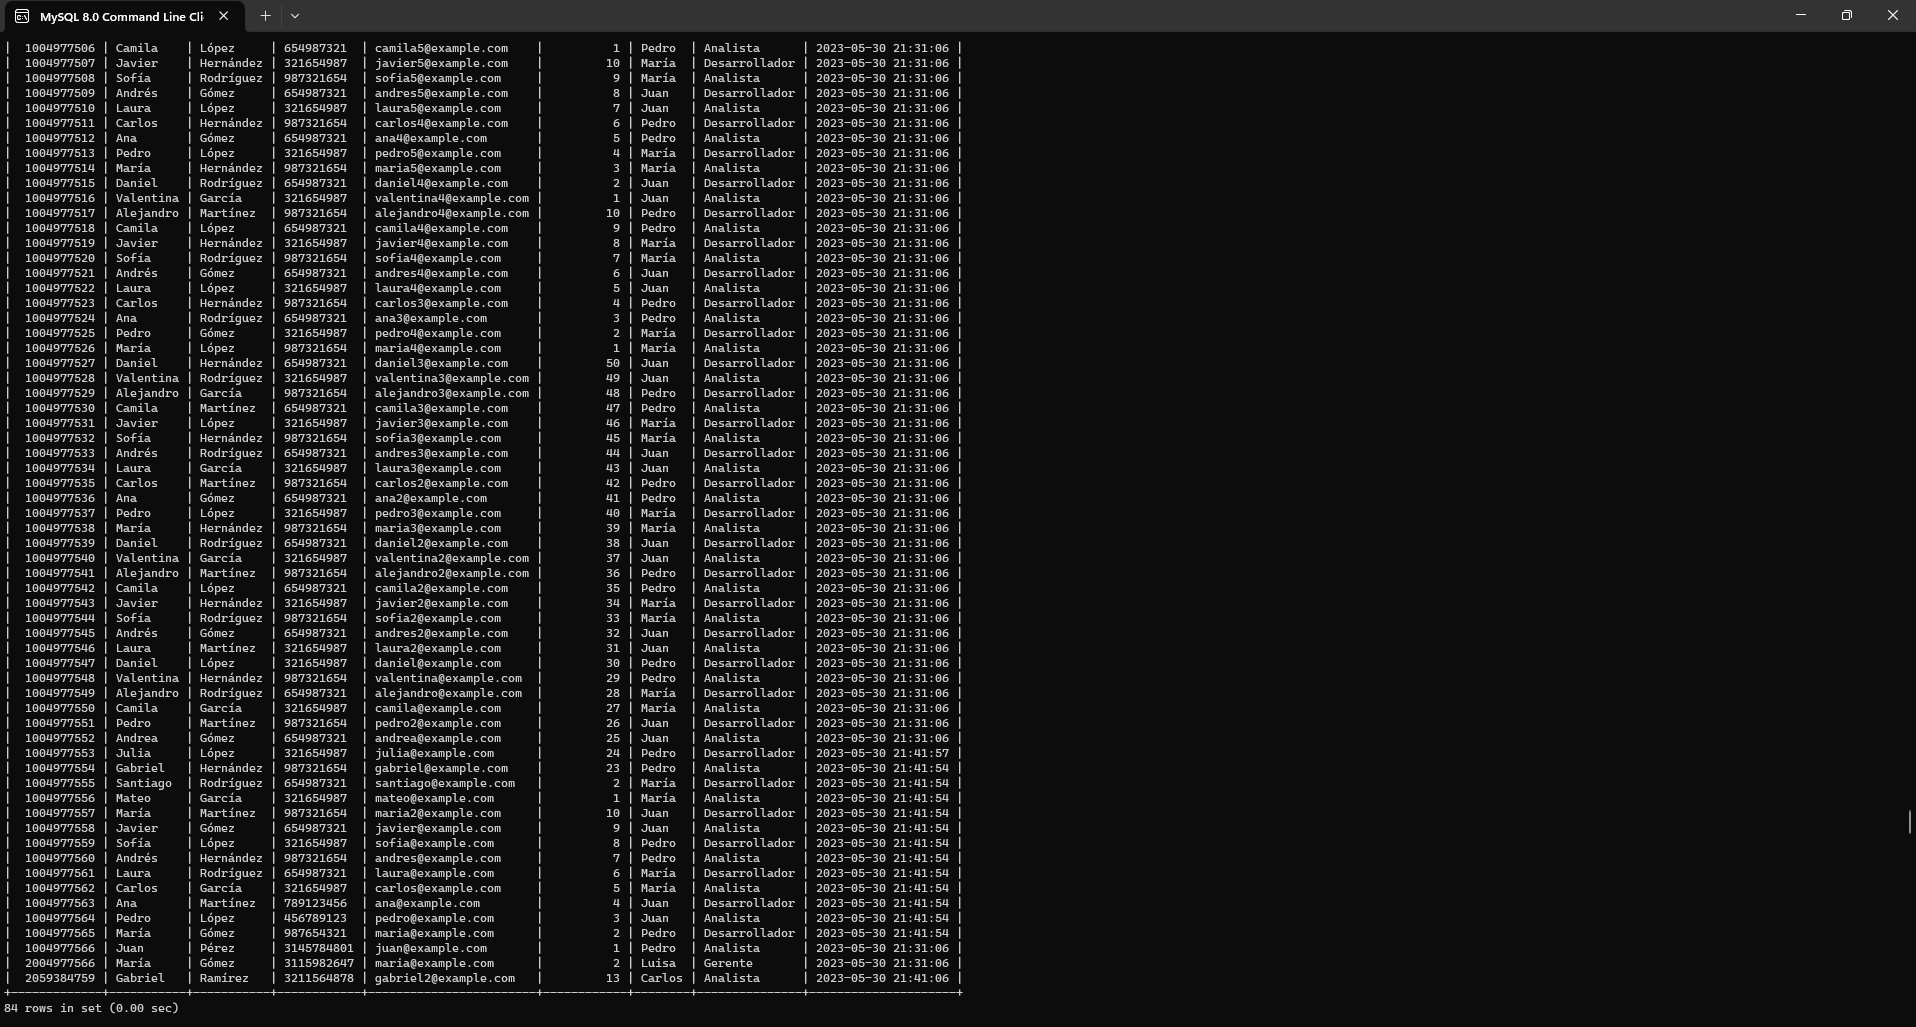 MySQL 8.0 Command Line Cli
| 1004977506 | Camila | López | 654987321 | camila5@example.com | 1 | Pedro | Analista | 2023-05-30 21:31:06 |
| 1004977507 | Javier | Hernández | 321654987 | javier5@example.com | 10 | María | Desarrollador | 2023-05-30 21:31:06 |
| 1004977508 | Sofía | Rodríguez | 987321654 | sofia5@example.com | 9 | María | Analista | 2023-05-30 21:31:06 |
| 1004977509 | Andrés | Gómez | 654987321 | andres5@example.com | 8 | Juan | Desarrollador | 2023-05-30 21:31:06 |
| 1004977510 | Laura | López | 321654987 | laura5@example.com | 7 | Juan | Analista | 2023-05-30 21:31:06 |
| 1004977511 | Carlos | Hernández | 987321654 | carlos4@example.com | 6 | Pedro | Desarrollador | 2023-05-30 21:31:06 |
| 1004977512 | Ana | Gómez | 654987321 | ana4@example.com | 5 | Pedro | Analista | 2023-05-30 21:31:06 |
| 1004977513 | Pedro | López | 321654987 | pedro5@example.com | 4 | María | Desarrollador | 2023-05-30 21:31:06 |
| 1004977514 | María | Hernández | 987321654 | maria5@example.com | 3 | María | Analista | 2023-05-30 21:31:06 |
| 1004977515 | Daniel | Rodríguez | 654987321 | daniel4@example.com | 2 | Juan | Desarrollador | 2023-05-30 21:31:06 |
| 1004977516 | Valentina | García | 321654987 | valentina4@example.com | 1 | Juan | Analista | 2023-05-30 21:31:06 |
| 1004977517 | Alejandro | Martínez | 987321654 | alejandro4@example.com | 10 | Pedro | Desarrollador | 2023-05-30 21:31:06 |
| 1004977518 | Camila | López | 654987321 | camila4@example.com | 9 | Pedro | Analista | 2023-05-30 21:31:06 |
| 1004977519 | Javier | Hernández | 321654987 | javier4@example.com | 8 | María | Desarrollador | 2023-05-30 21:31:06 |
| 1004977520 | Sofía | Rodríguez | 987321654 | sofia4@example.com | 7 | María | Analista | 2023-05-30 21:31:06 |
| 1004977521 | Andrés | Gómez | 654987321 | andres4@example.com | 6 | Juan | Desarrollador | 2023-05-30 21:31:06 |
| 1004977522 | Laura | López | 321654987 | laura4@example.com | 5 | Juan | Analista | 2023-05-30 21:31:06 |
| 1004977523 | Carlos | Hernández | 987321654 | carlos3@example.com | 4 | Pedro | Desarrollador | 2023-05-30 21:31:06 |
| 1004977524 | Ana | Rodríguez | 654987321 | ana3@example.com | 3 | Pedro | Analista | 2023-05-30 21:31:06 |
| 1004977525 | Pedro | Gómez | 321654987 | pedro4@example.com | 2 | María | Desarrollador | 2023-05-30 21:31:06 |
| 1004977526 | María | López | 987321654 | maria4@example.com | 1 | María | Analista | 2023-05-30 21:31:06 |
| 1004977527 | Daniel | Hernández | 654987321 | daniel3@example.com | 50 | Juan | Desarrollador | 2023-05-30 21:31:06 |
| 1004977528 | Valentina | Rodríguez | 321654987 | valentina3@example.com | 49 | Juan | Analista | 2023-05-30 21:31:06 |
| 1004977529 | Alejandro | García | 987321654 | alejandro3@example.com | 48 | Pedro | Desarrollador | 2023-05-30 21:31:06 |
| 1004977530 | Camila | Martínez | 654987321 | camila3@example.com | 47 | Pedro | Analista | 2023-05-30 21:31:06 |
| 1004977531 | Javier | López | 321654987 | javier3@example.com | 46 | María | Desarrollador | 2023-05-30 21:31:06 |
| 1004977532 | Sofía | Hernández | 987321654 | sofia3@example.com | 45 | María | Analista | 2023-05-30 21:31:06 |
| 1004977533 | Andrés | Rodríguez | 654987321 | andres3@example.com | 44 | Juan | Desarrollador | 2023-05-30 21:31:06 |
| 1004977534 | Laura | García | 321654987 | laura3@example.com | 43 | Juan | Analista | 2023-05-30 21:31:06 |
| 1004977535 | Carlos | Martínez | 987321654 | carlos2@example.com | 42 | Pedro | Desarrollador | 2023-05-30 21:31:06 |
| 1004977536 | Ana | Gómez | 654987321 | ana2@example.com | 41 | Pedro | Analista | 2023-05-30 21:31:06 |
| 1004977537 | Pedro | López | 321654987 | pedro3@example.com | 40 | María | Desarrollador | 2023-05-30 21:31:06 |
| 1004977538 | María | Hernández | 987321654 | maria3@example.com | 39 | María | Analista | 2023-05-30 21:31:06 |
| 1004977539 | Daniel | Rodríguez | 654987321 | daniel2@example.com | 38 | Juan | Desarrollador | 2023-05-30 21:31:06 |
| 1004977540 | Valentina | García | 321654987 | valentina2@example.com | 37 | Juan | Analista | 2023-05-30 21:31:06 |
| 1004977541 | Alejandro | Martínez | 987321654 | alejandro2@example.com | 36 | Pedro | Desarrollador | 2023-05-30 21:31:06 |
| 1004977542 | Camila | López | 654987321 | camila2@example.com | 35 | Pedro | Analista | 2023-05-30 21:31:06 |
| 1004977543 | Javier | Hernández | 321654987 | javier2@example.com | 34 | María | Desarrollador | 2023-05-30 21:31:06 |
| 1004977544 | Sofía | Rodríguez | 987321654 | sofia2@example.com | 33 | María | Analista | 2023-05-30 21:31:06 |
| 1004977545 | Andrés | Gómez | 654987321 | andres2@example.com | 32 | Juan | Desarrollador | 2023-05-30 21:31:06 |
| 1004977546 | Laura | Martínez | 321654987 | laura2@example.com | 31 | Juan | Analista | 2023-05-30 21:31:06 |
| 1004977547 | Daniel | López | 321654987 | daniel@example.com | 30 | Pedro | Desarrollador | 2023-05-30 21:31:06 |
| 1004977548 | Valentina | Hernández | 987321654 | valentina@example.com | 29 | Pedro | Analista | 2023-05-30 21:31:06 |
| 1004977549 | Alejandro | Rodríguez | 654987321 | alejandro@example.com | 28 | María | Desarrollador | 2023-05-30 21:31:06 |
| 1004977550 | Camila | García | 321654987 | camila@example.com | 27 | María | Analista | 2023-05-30 21:31:06 |
| 1004977551 | Pedro | Martínez | 987321654 | pedro2@example.com | 26 | Juan | Desarrollador | 2023-05-30 21:31:06 |
| 1004977552 | Andrea | Gómez | 654987321 | andrea@example.com | 25 | Juan | Analista | 2023-05-30 21:31:06 |
| 1004977553 | Julia | López | 321654987 | julia@example.com | 24 | Pedro | Desarrollador | 2023-05-30 21:41:57 |
| 1004977554 | Gabriel | Hernández | 987321654 | gabriel@example.com | 23 | Pedro | Analista | 2023-05-30 21:41:54 |
| 1004977555 | Santiago | Rodríguez | 654987321 | santiago@example.com | 2 | María | Desarrollador | 2023-05-30 21:41:54 |
| 1004977556 | Mateo | García | 321654987 | mateo@example.com | 1 | María | Analista | 2023-05-30 21:41:54 |
| 1004977557 | María | Martínez | 987321654 | maria2@example.com | 10 | Juan | Desarrollador | 2023-05-30 21:41:54 |
| 1004977558 | Javier | Gómez | 654987321 | javier@example.com | 9 | Juan | Analista | 2023-05-30 21:41:54 |
| 1004977559 | Sofía | López | 321654987 | sofia@example.com | 8 | Pedro | Desarrollador | 2023-05-30 21:41:54 |
| 1004977560 | Andrés | Hernández | 987321654 | andres@example.com | 7 | Pedro | Analista | 2023-05-30 21:41:54 |
| 1004977561 | Laura | Rodríguez | 654987321 | laura@example.com | 6 | María | Desarrollador | 2023-05-30 21:41:54 |
| 1004977562 | Carlos | García | 321654987 | carlos@example.com | 5 | María | Analista | 2023-05-30 21:41:54 |
| 1004977563 | Ana | Martínez | 789123456 | ana@example.com | 4 | Juan | Desarrollador | 2023-05-30 21:41:54 |
| 1004977564 | Pedro | López | 456789123 | pedro@example.com | 3 | Juan | Analista | 2023-05-30 21:41:54 |
| 1004977565 | María | Gómez | 987654321 | maria@example.com | 2 | Pedro | Desarrollador | 2023-05-30 21:41:54 |
| 1004977566 | Juan | Pérez | 3145784801 | juan@example.com | 1 | Pedro | Analista | 2023-05-30 21:31:06 |
| 2004977566 | María | Gómez | 3115982647 | maria@example.com | 2 | Luisa | Gerente | 2023-05-30 21:31:06 |
| 2059384759 | Gabriel | Ramírez | 3211564878 | gabriel2@example.com | 13 | Carlos | Analista | 2023-05-30 21:41:06 |
84 rows in set (0.00 sec)